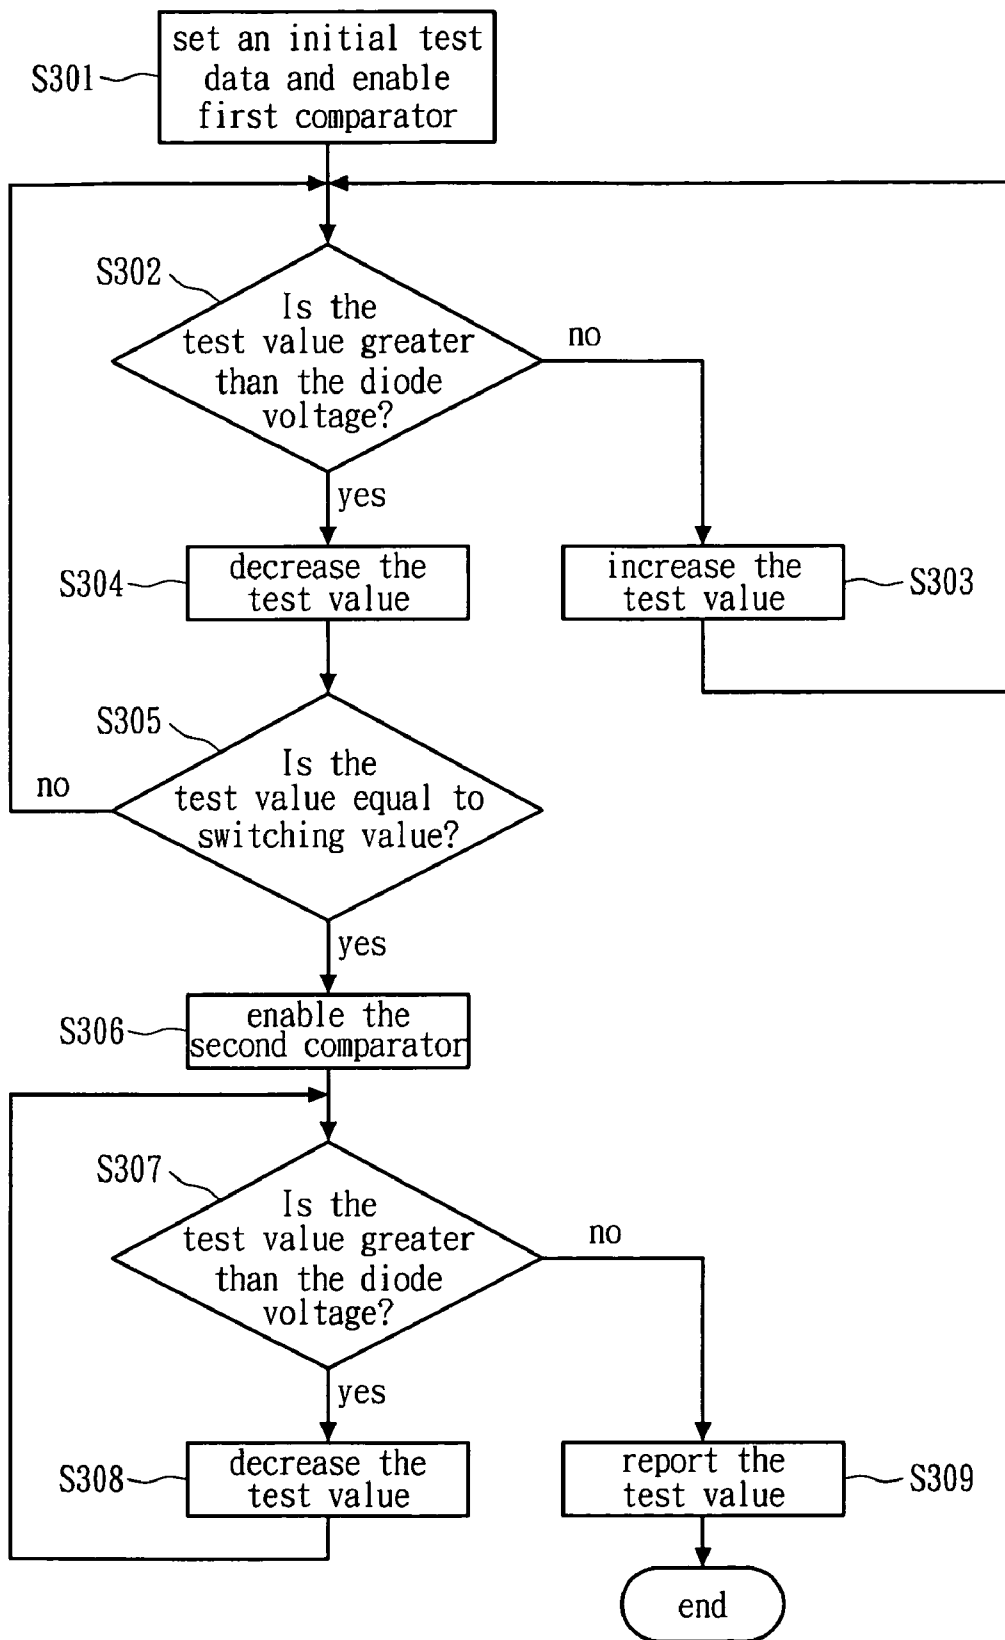 set an initial test
data and enable
first comparator
S301
S302
Is the
test value greater
than the diode
voltage?
no
yes
S304
decrease the
test value
increase the
test value
S303
S305
Is the
test value equal to
switching value?
no
yes
S306
enable the
second comparator
S307
Is the
test value greater
than the diode
voltage?
no
yes
S308
decrease the
test value
report the
test value
S309
end